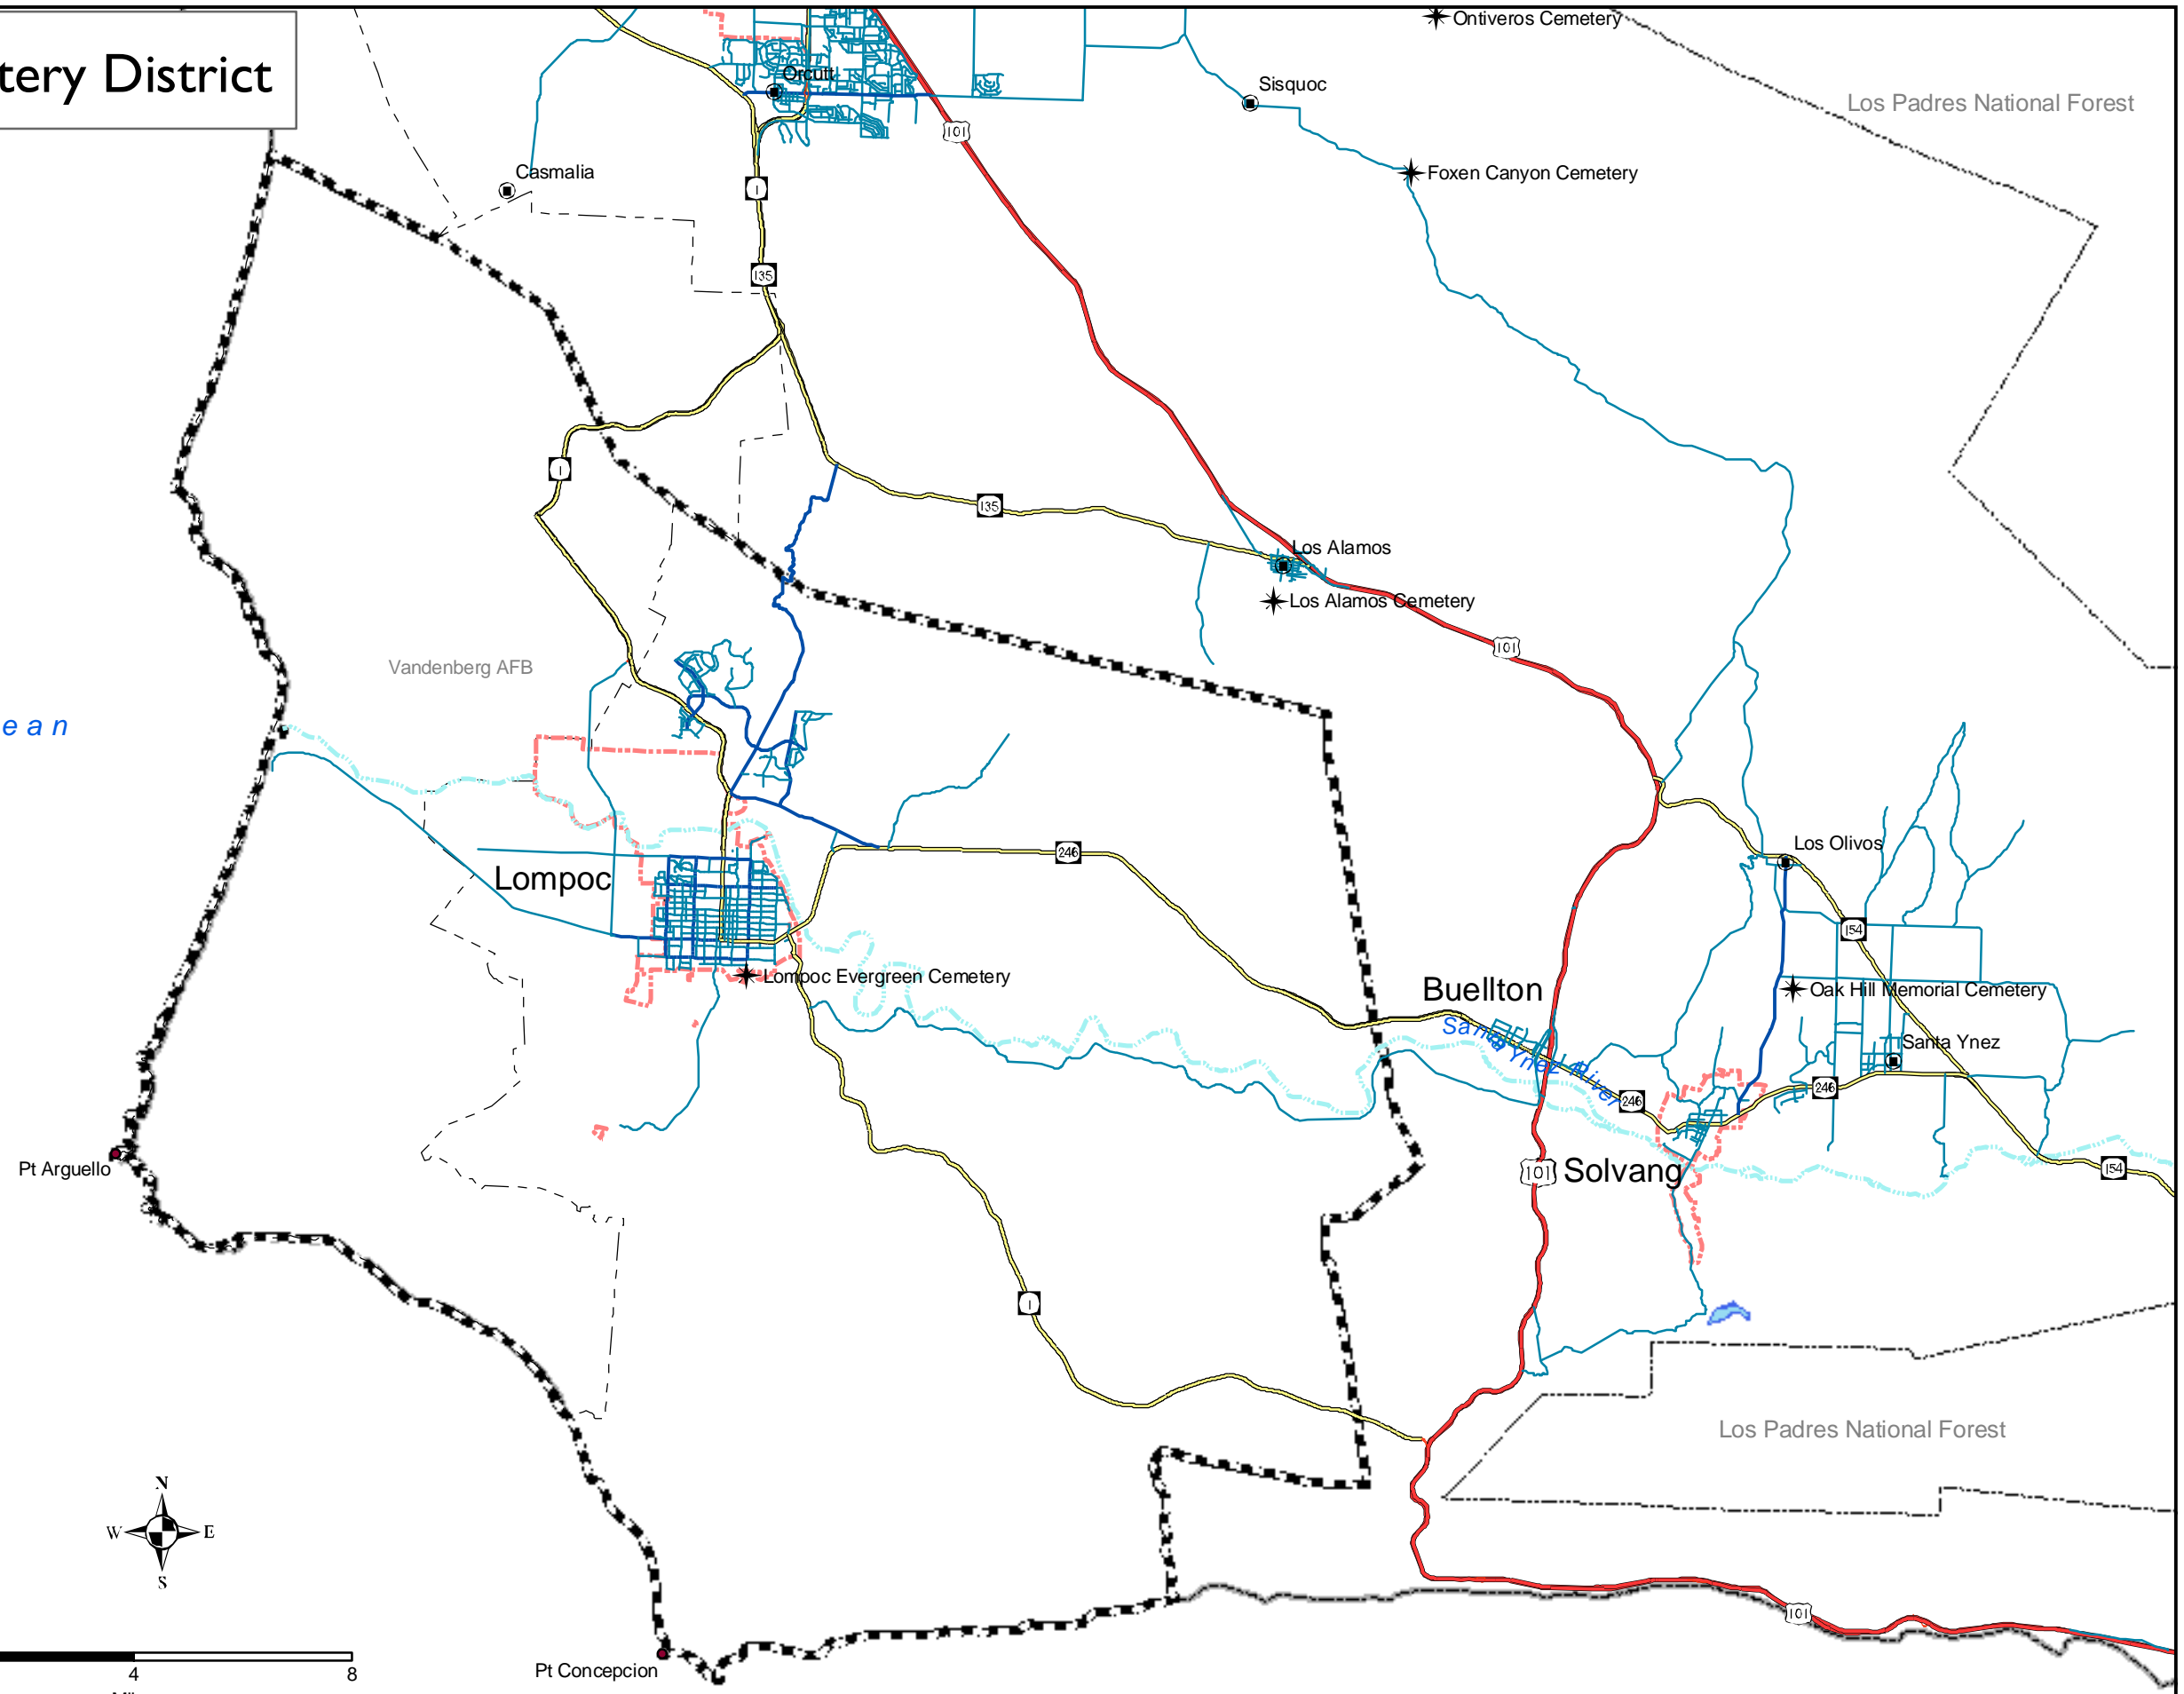 Ontiveros Cemetery
tery District
Orcutt
Sisquoc
Los Padres National Forest
101
Casmalia
Foxen Canyon Cemetery
1
135
1
135
Los Alamos
Los Alamos Cemetery
101
Vandenberg AFB
ean
Los Olivos
246
Lompoc
154
Lompoc Evergreen Cemetery
Buellton
Oak Hill Memorial Cemetery
Santa Ynez River
Santa Ynez
246
246
Pt Arguello
101
Solvang
154
1
Los Padres National Forest
N
W E
S
101
4 8
Pt Concepcion